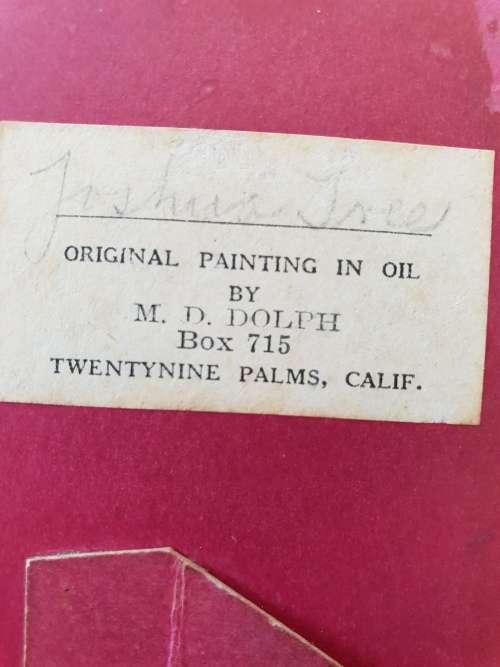 Joshua Tree
ORIGINAL PAINTING IN OIL
BY
M. D. DOLPH
Box 715
TWENTYNINE PALMS, CALIF.